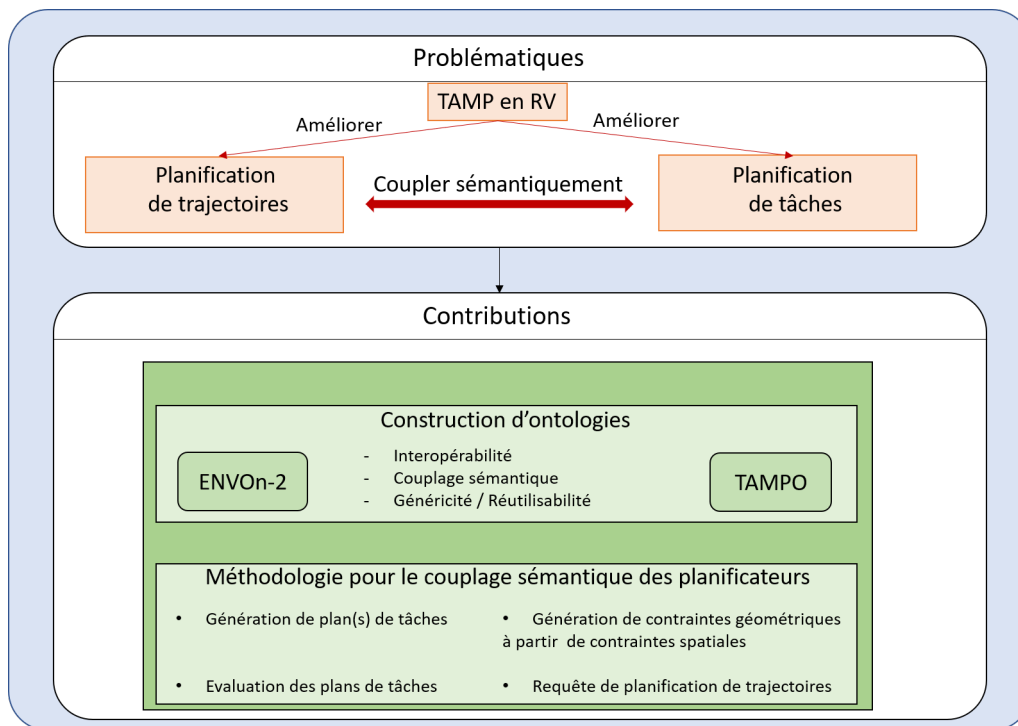 Problématiques
TAMP en RV
Améliorer
Améliorer
Planification
de trajectoires
Coupler sémantiquement
Planification
de tâches
Contributions
Construction d'ontologies
ENVOn-2
- Interopérabilité
- Couplage sémantique
- Généricité / Réutilisabilité
TAMPO
Méthodologie pour le couplage sémantique des planificateurs
• Génération de plan(s) de tâches
• Génération de contraintes géométriques
à partir de contraintes spatiales
• Evaluation des plans de tâches
• Requête de planification de trajectoires